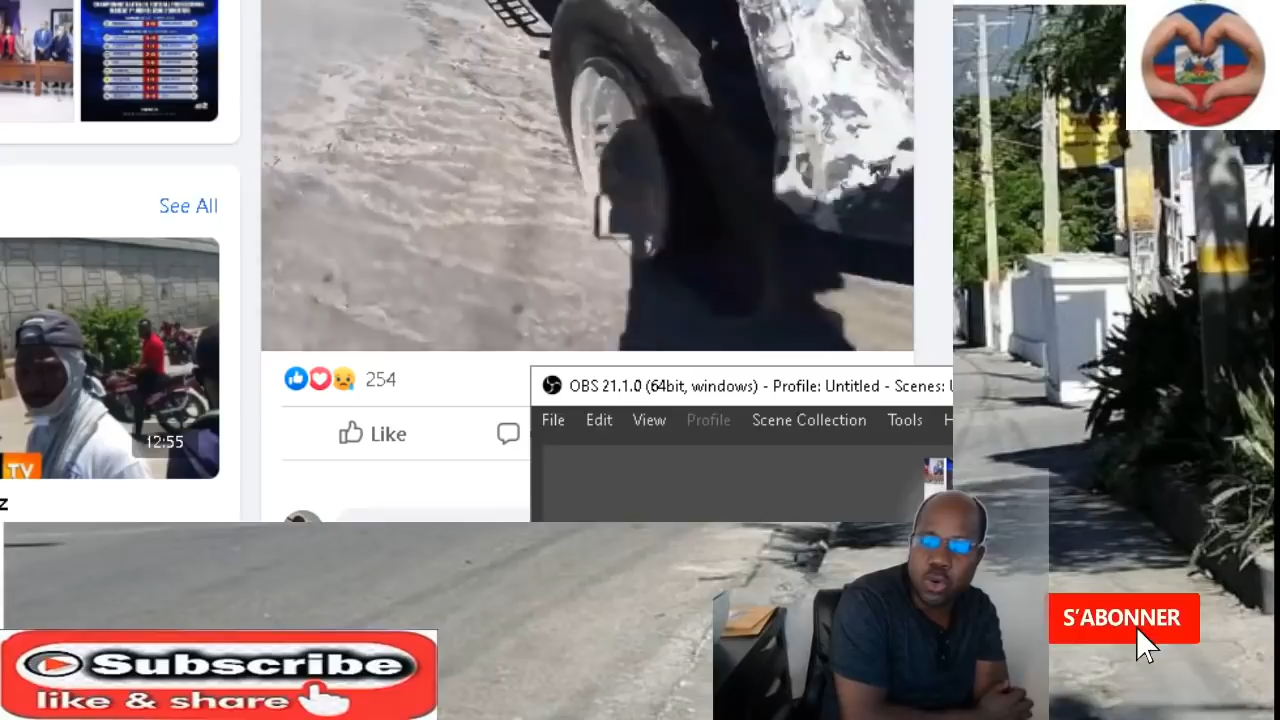 See All
12:55
TV
z
254
Like
OBS 21.1.0 (64bit, windows) - Profile: Untitled - Scenes:
File Edit View Profile Scene Collection Tools H
S'ABONNER
Subscribe
like & share